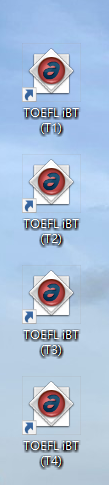 TOEFL iBT
(T1)
TOEFL iBT
(T2)
TOEFL iBT
(T3)
TOEFL iBT
(T4)